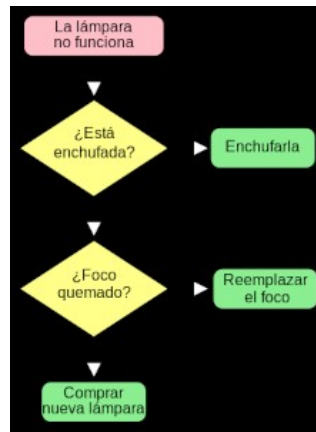 La lámpara
no funciona
¿Está
enchufada?
Enchufarla
¿Foco
quemado?
Reemplazar
el foco
Comprar
nueva lámpara